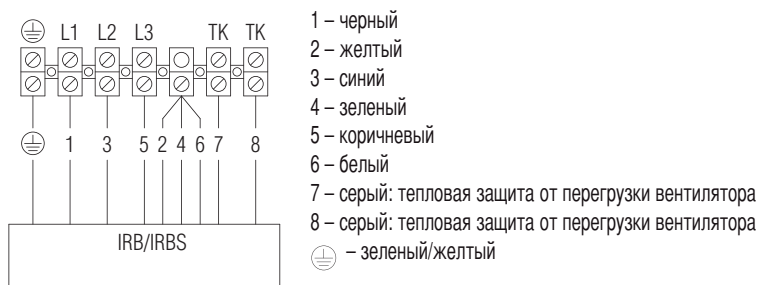 L1 L2 L3 TK TK
1 3 5 2 4 6 7 8
IRB/IRBS
1 – черный
2 – желтый
3 – синий
4 – зеленый
5 – коричневый
6 – белый
7 – серый: тепловая защита от перегрузки вентилятора
8 – серый: тепловая защита от перегрузки вентилятора
– зеленый/желтый